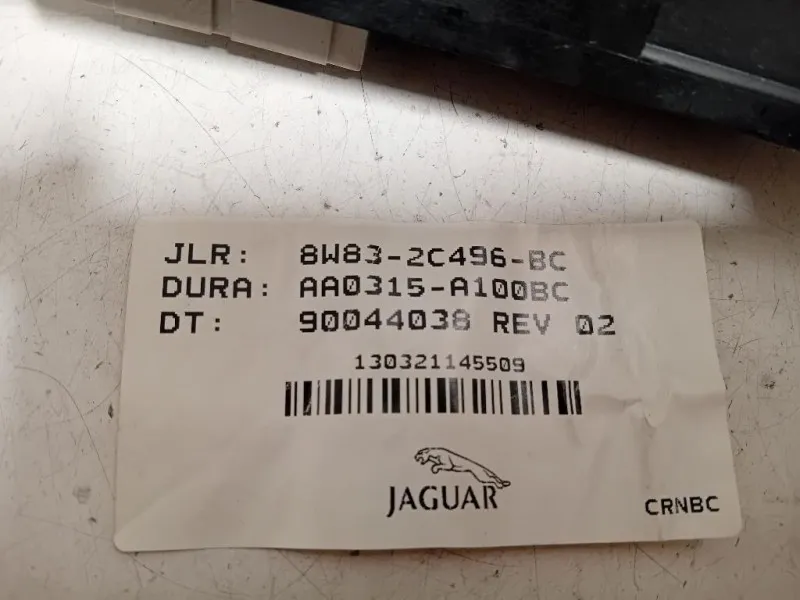 JLR: 8W83-2C496-BC
DURA: AA0315-A100BC
DT: 90044038 REV 02
130321145509
JAGUAR
CRNBC